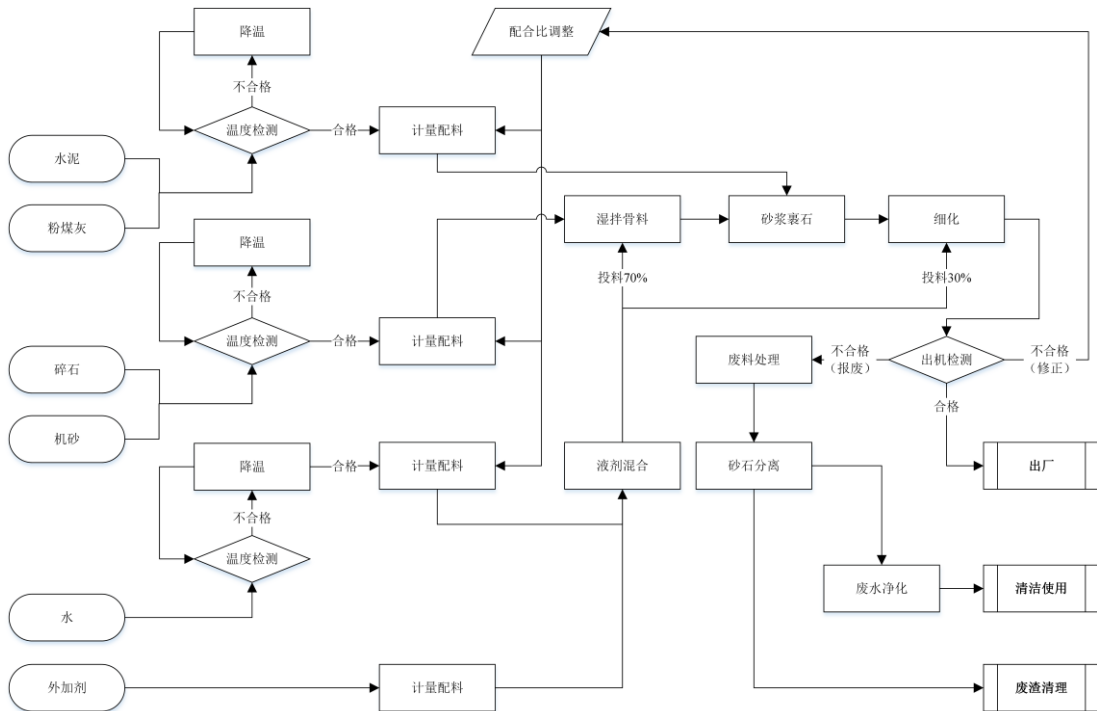 降温
配合比调整
不合格
温度检测
合格
计量配料
水泥
粉煤灰
降温
湿拌骨料
砂浆裹石
细化
不合格
投料70%
投料30%
温度检测
合格
计量配料
碎石
机砂
废料处理
不合格
（报废）
出机检测
不合格
（修正）
合格
降温
合格
计量配料
液剂混合
砂石分离
出厂
不合格
温度检测
水
废水净化
清洁使用
外加剂
计量配料
废渣清理